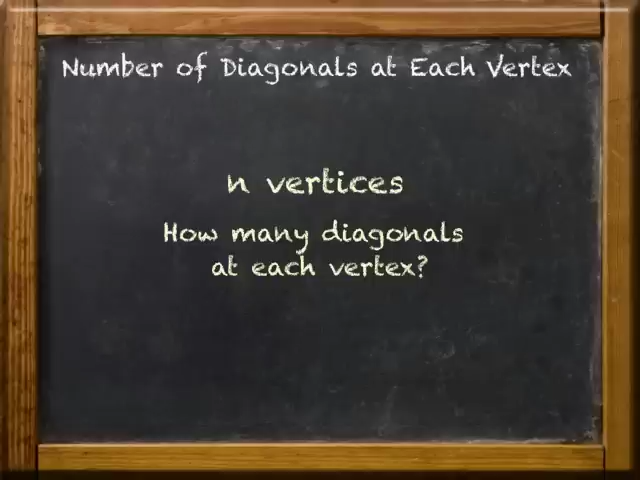 Number of Diagonals at Each Vertex
n vertices
How many diagonals
at each vertex?